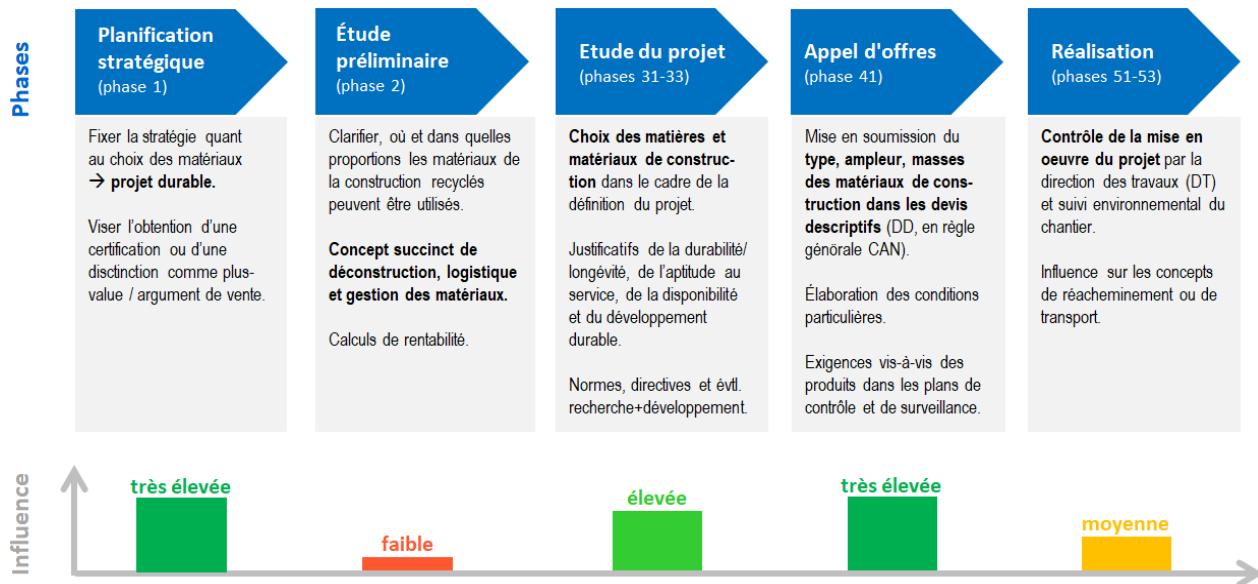 Phases
Planification
stratégique
(phase 1)
Étude
préliminaire
(phase 2)
Etude du projet
(phases 31-33)
Appel d'offres
(phase 41)
Réalisation
(phases 51-53)
Fixer la stratégie quant
au choix des matériaux
→ projet durable.
Viser l'obtention d'une
certification ou d'une
disctinction comme plus-
value / argument de vente.
Clarifier, où et dans quelles
proportions les matériaux de
la construction recyclés
peuvent être utilisés.
Concept succinct de
déconstruction, logistique
et gestion des matériaux.
Calculs de rentabilité.
Choix des matières et
matériaux de construc-
tion dans le cadre de la
définition du projet.
Justificatifs de la durabilité/
longévité, de l'aptitude au
service, de la disponibilité
et du développement
durable.
Normes, directives et évtl.
recherche+développement.
Mise en soumission du
type, ampleur, masses
des matériaux de cons-
truction dans les devis
descriptifs (DD, en règle
génörale CAN).
Élaboration des conditions
particulières.
Exigences vis-à-vis des
produits dans les plans de
contrôle et de surveillance.
Contrôle de la mise en
oeuvre du projet par la
direction des travaux (DT)
et suivi environnemental du
chantier.
Influence sur les concepts
de réacheminement ou de
transport.
Influence
très élevée
faible
élevée
très élevée
moyenne